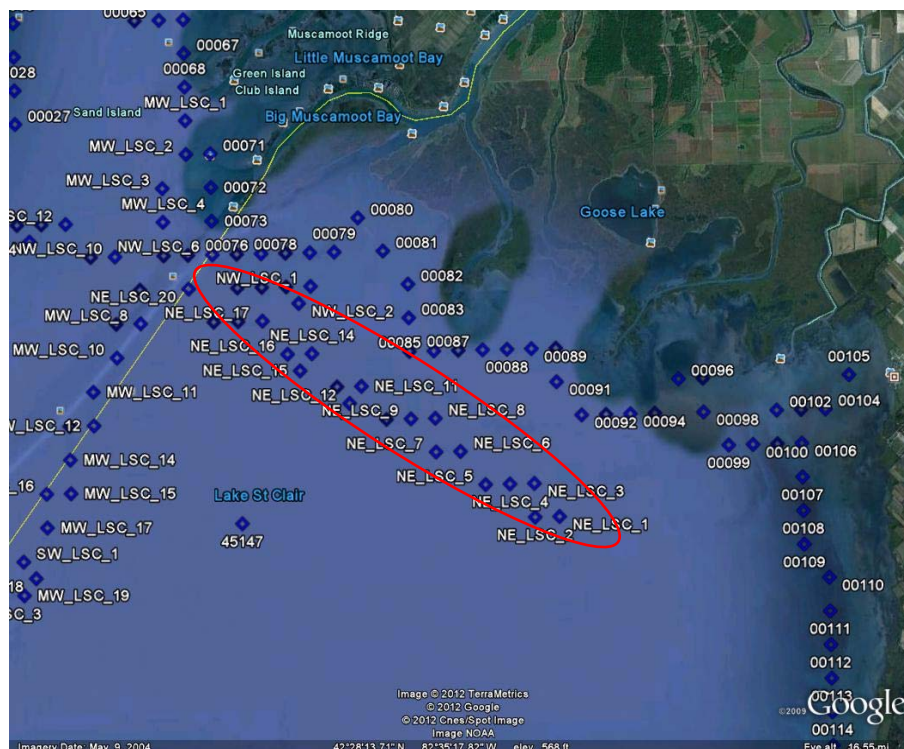 00065
00067
Muscamoot Ridge
Little Muscamoot Bay
00068
Green Island
Club Island
028
MW_LSC_1
Sand Island
00027
Big Muscamoot Bay
MW_LSC_2
00071
MW_LSC_3
00072
MW_LSC_4
00073
00080
Goose Lake
SC_12
NW_LSC_10
NW_LSC_6
00076
00078
00079
00081
NW_LSC_1
00082
NE_LSC_20
NE_LSC_17
NW_LSC_2
00083
MW_LSC_8
NE_LSC_14
NE_LSC_16
00085
00087
00089
MW_LSC_10
NE_LSC_15
00088
00105
00096
MW_LSC_11
NE_LSC_12
NE_LSC_11
00091
W_LSC_12
NE_LSC_9
NE_LSC_8
00092
00094
00098
00102
00104
NE_LSC_7
NE_LSC_6
00099
00100
00106
MW_LSC_14
NE_LSC_5
_16
MW_LSC_15
Lake St Clair
NE_LSC_4
NE_LSC_3
00107
MW_LSC_17
45147
NE_LSC_2
NE_LSC_1
00108
SW_LSC_1
00109
18
MW_LSC_19
00110
SC_3
00111
00112
00113
Image © 2012 TerraMetrics
© 2012 Google
© 2012 Cnes/Spot Image
Image NOAA
©2009 Google
00114
Imagery Date: May 9, 2004
42°28'13.71" N
82°35'17.82" W
elev 568 ft
Eye alt 16.55 mi